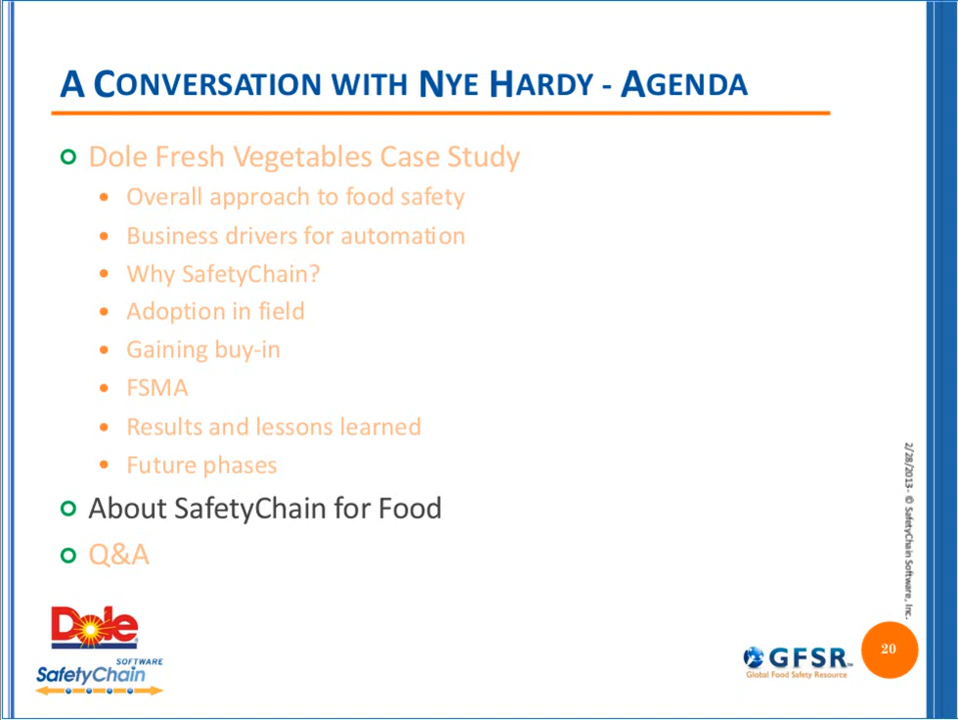 A CONVERSATION WITH NYE HARDY - AGENDA
Dole Fresh Vegetables Case Study
Overall approach to food safety
Business drivers for automation
Why SafetyChain?
Adoption in field
Gaining buy-in
FSMA
Results and lessons learned
Future phases
About SafetyChain for Food
Q&A
2/28/2013 - © SafetyChain Software, Inc.
Dole
SOFTWARE
SafetyChain
GFSR™
Global Food Safety Resource
20